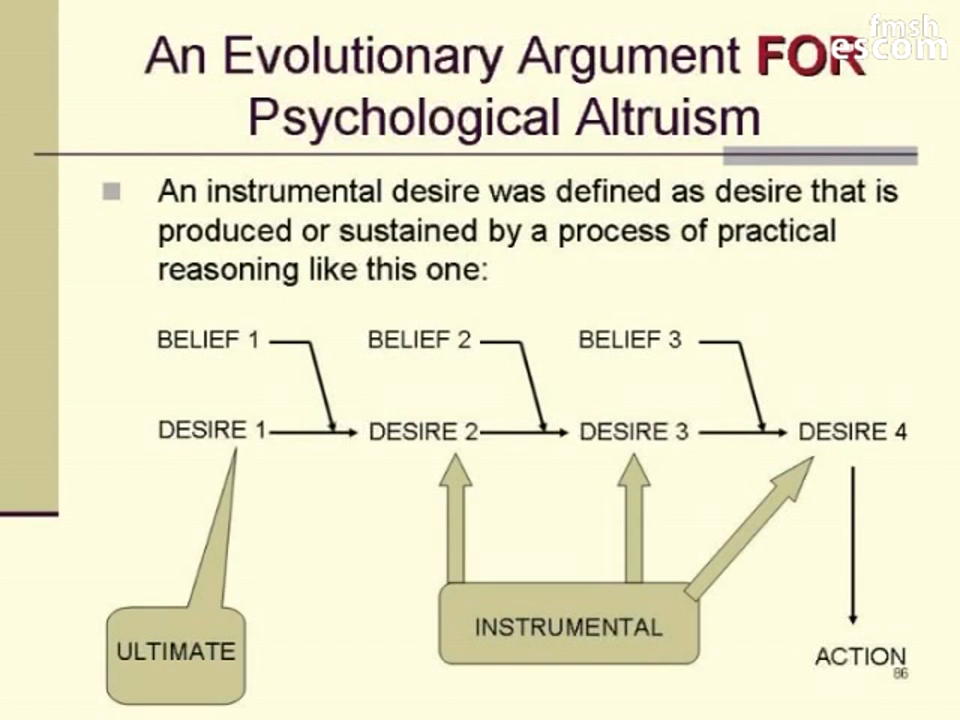 fmsh
escom
An Evolutionary Argument FOR
Psychological Altruism
An instrumental desire was defined as desire that is
produced or sustained by a process of practical
reasoning like this one:
BELIEF 1 BELIEF 2 BELIEF 3
DESIRE 1 DESIRE 2 DESIRE 3 DESIRE 4
INSTRUMENTAL
ULTIMATE
ACTION
86